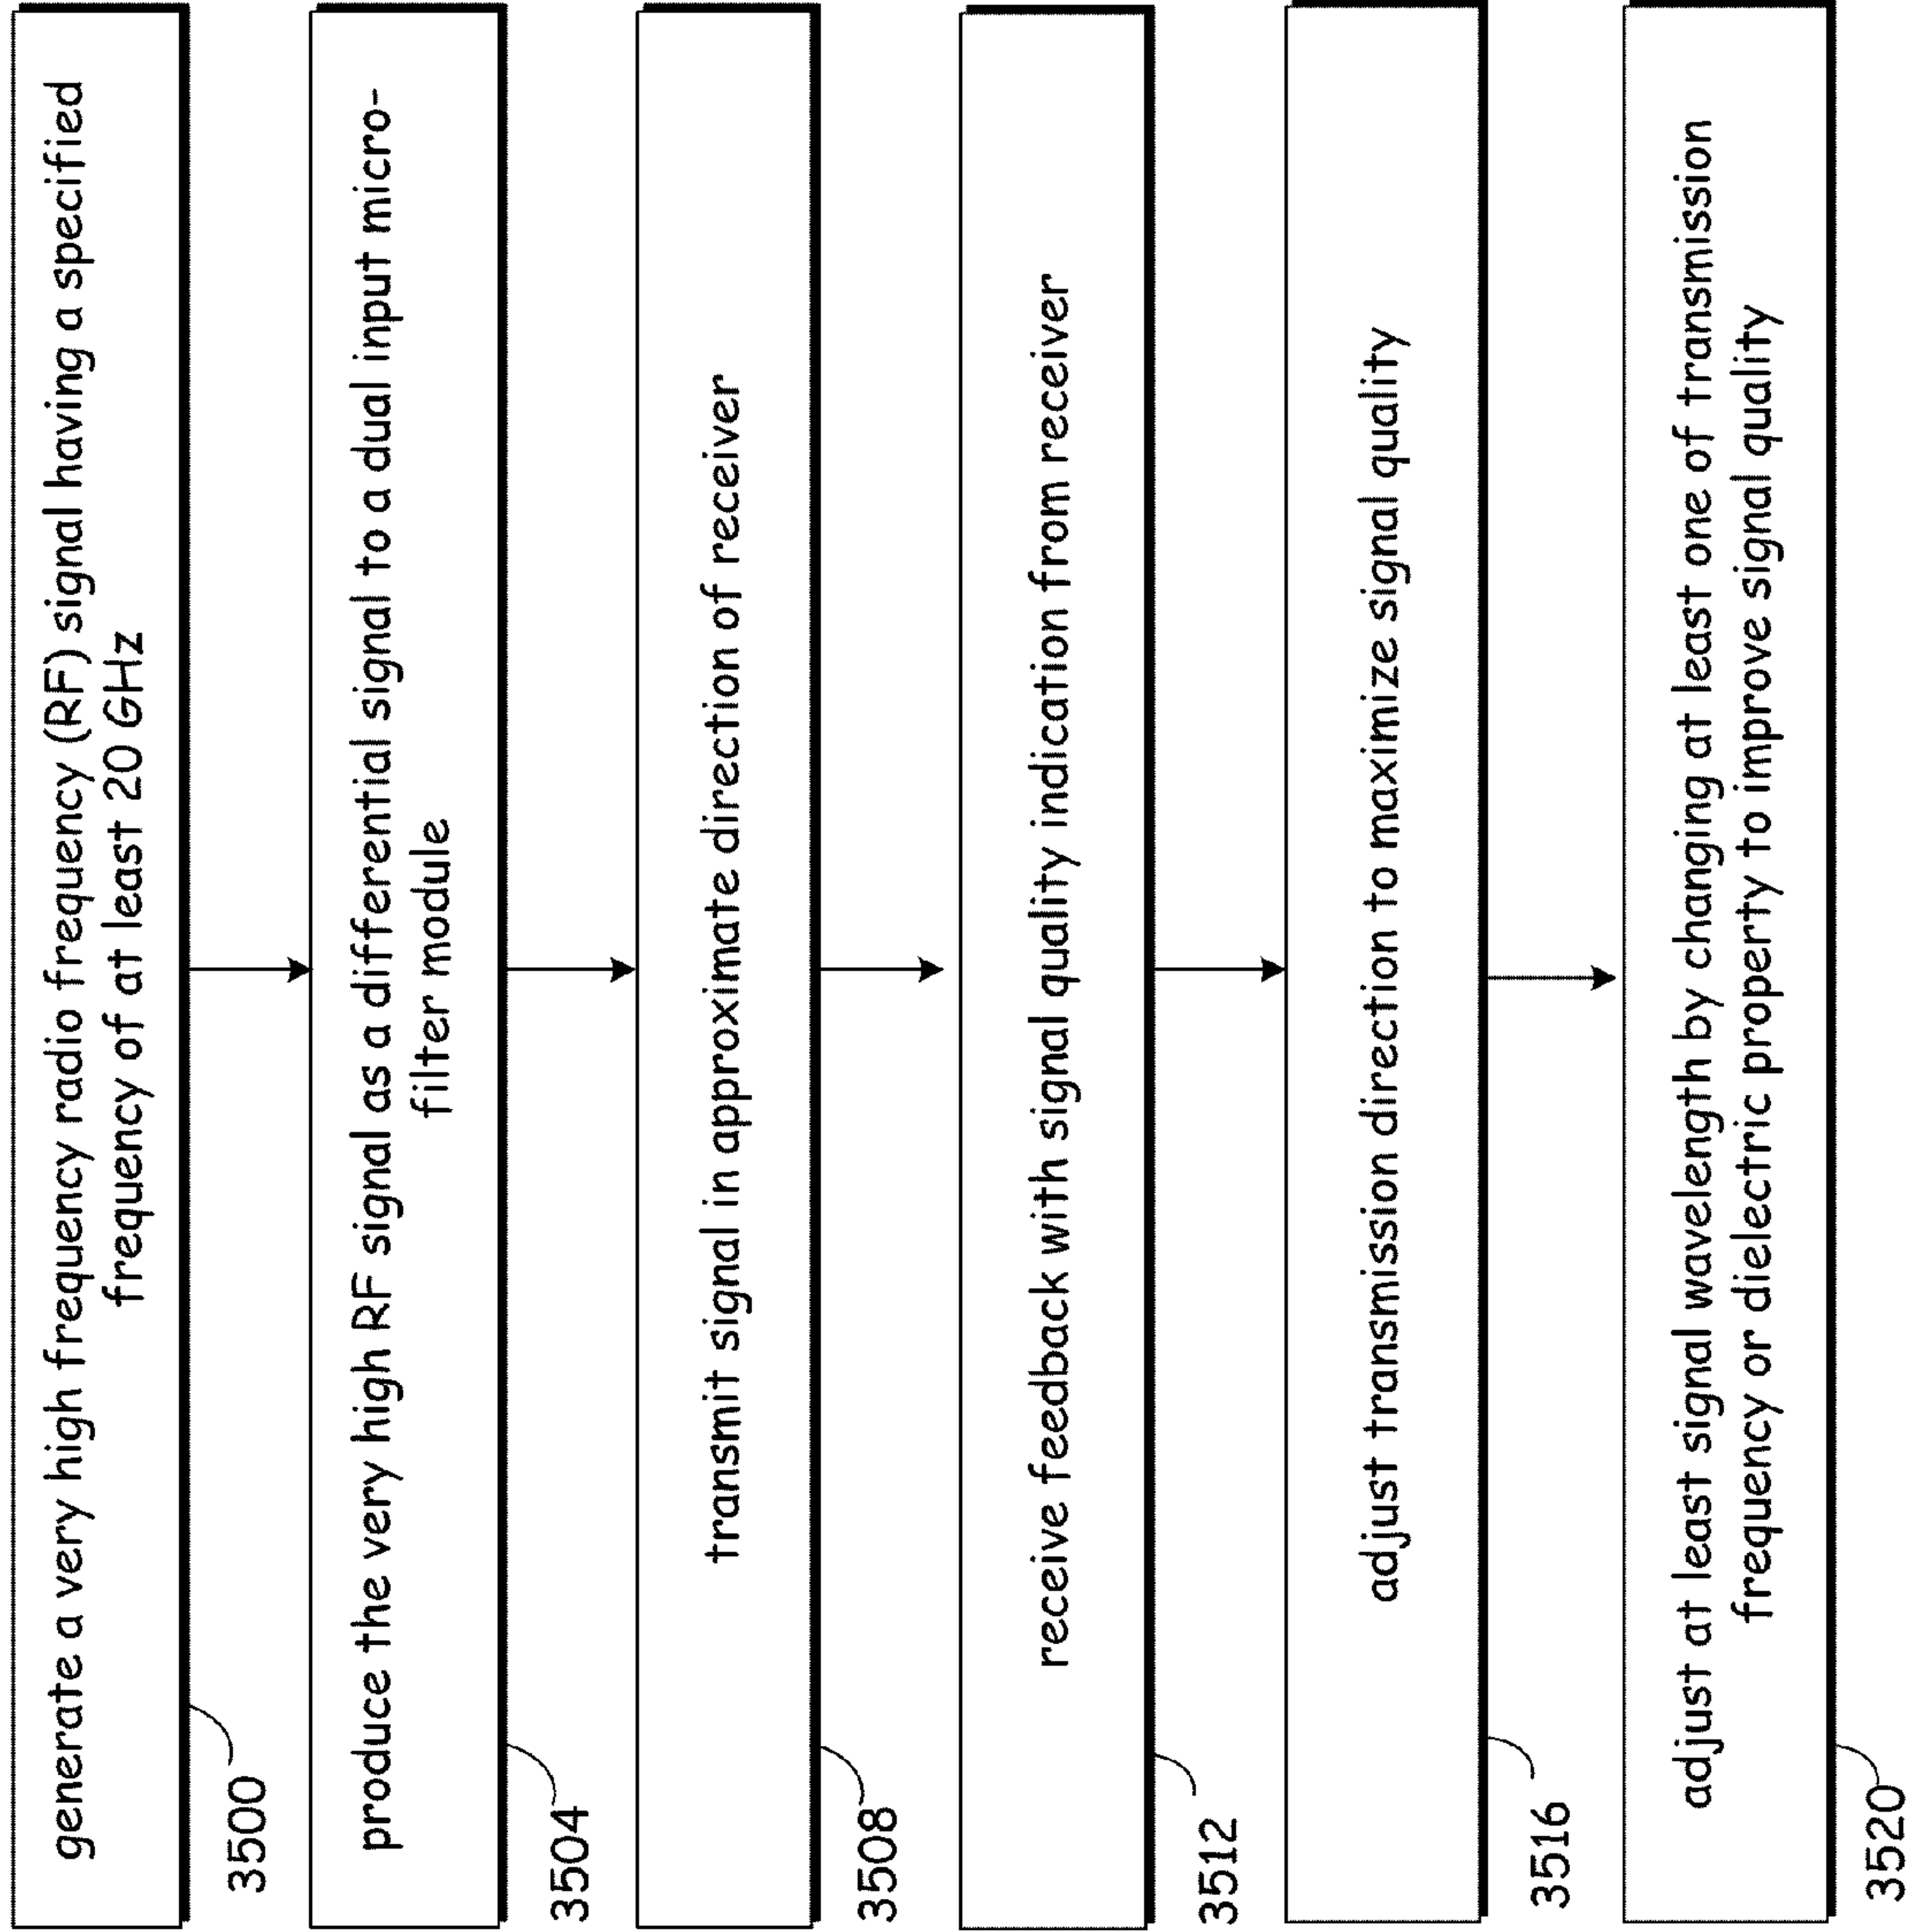 generate a very high frequency radio frequency (RF) signal having a specified
frequency of at least 20 GHz
3500
produce the very high RF signal as a differential signal to a dual input micro-
filter module
3504
transmit signal in approximate direction of receiver
3508
receive feedback with signal quality indication from receiver
3512
adjust transmission direction to maximize signal quality
3516
adjust at least signal wavelength by changing at least one of transmission
frequency or dielectric property to improve signal quality
3520